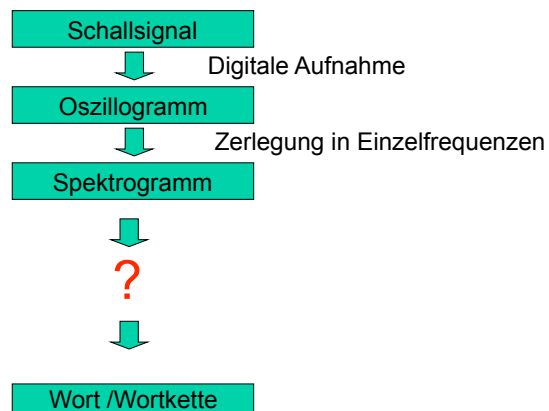 Schallsignal
Digitale Aufnahme
Oszillogramm
Zerlegung in Einzelfrequenzen
Spektrogramm
?
Wort /Wortkette